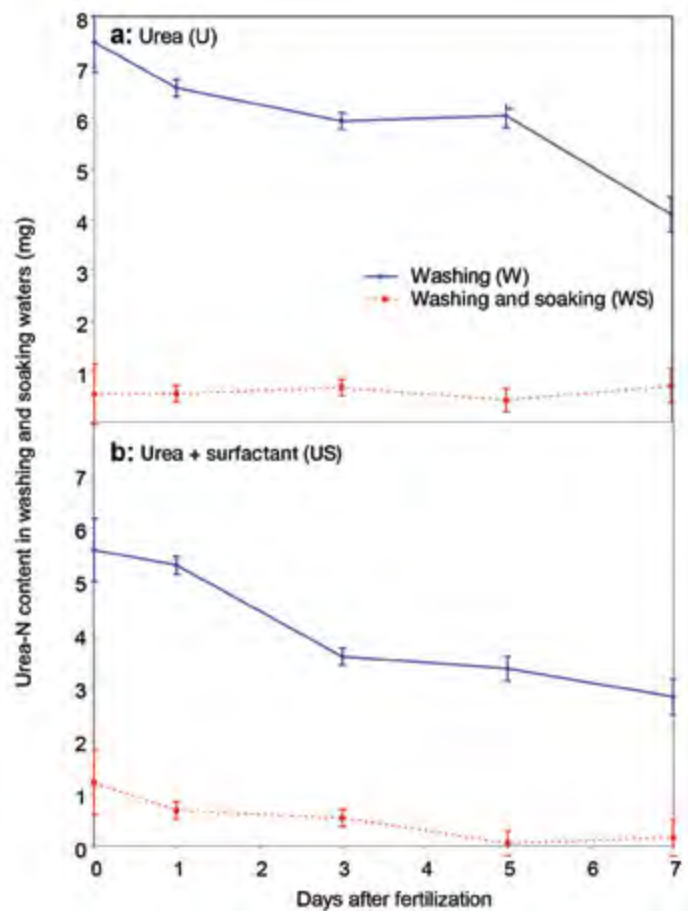 Urea-N content in washing and soaking waters (mg)
8
a: Urea (U)
7
6
5
4
3
2
1
Washing (W)
Washing and soaking (WS)
b: Urea + surfactant (US)
7
6
5
4
3
2
1
0
0 1 2 3 4 5 6 7
Days after fertilization